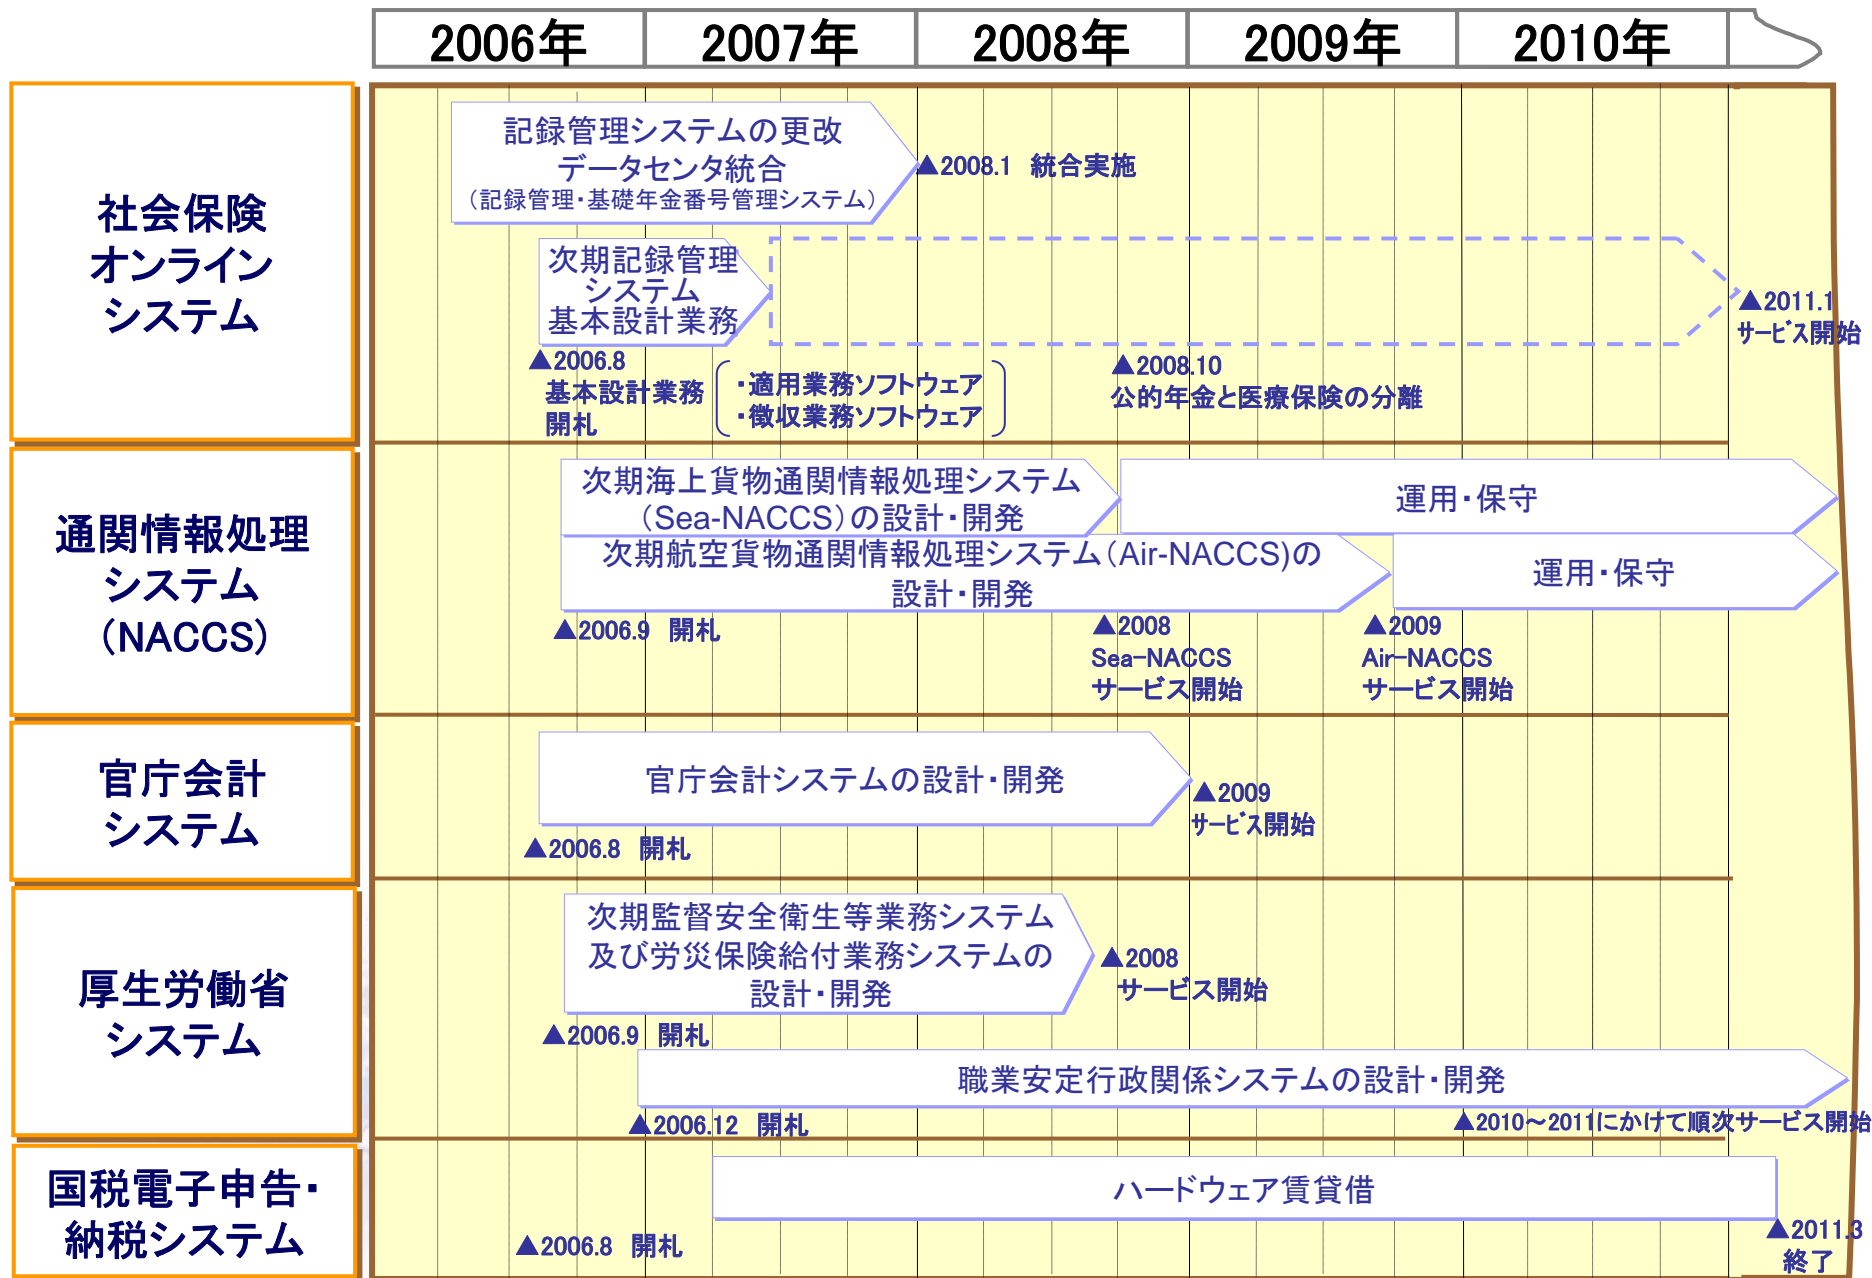 2006年
2007年
2008年
2009年
2010年
社会保険
オンライン
システム
記録管理システムの更改
データセンタ統合
（記録管理・基礎年金番号管理システム）
▲2008.1 統合実施
次期記録管理
システム
基本設計業務
▲2011.1
サービス開始
▲2006.8
基本設計業務
開札
・適用業務ソフトウェア
・徴収業務ソフトウェア
▲2008.10
公的年金と医療保険の分離
通関情報処理
システム
（NACCS）
次期海上貨物通関情報処理システム
（Sea-NACCS）の設計・開発
運用・保守
次期航空貨物通関情報処理システム（Air-NACCS)の
設計・開発
運用・保守
▲2006.9 開札
▲2008
Sea-NACCS
サービス開始
▲2009
Air-NACCS
サービス開始
官庁会計
システム
官庁会計システムの設計・開発
▲2009
サービス開始
▲2006.8 開札
厚生労働省
システム
次期監督安全衛生等業務システム
及び労災保険給付業務システムの
設計・開発
▲2008
サービス開始
▲2006.9 開札
職業安定行政関係システムの設計・開発
▲2006.12 開札
▲2010～2011にかけて順次サービス開始
国税電子申告・
納税システム
ハードウェア賃貸借
▲2006.8 開札
▲2011.3
終了